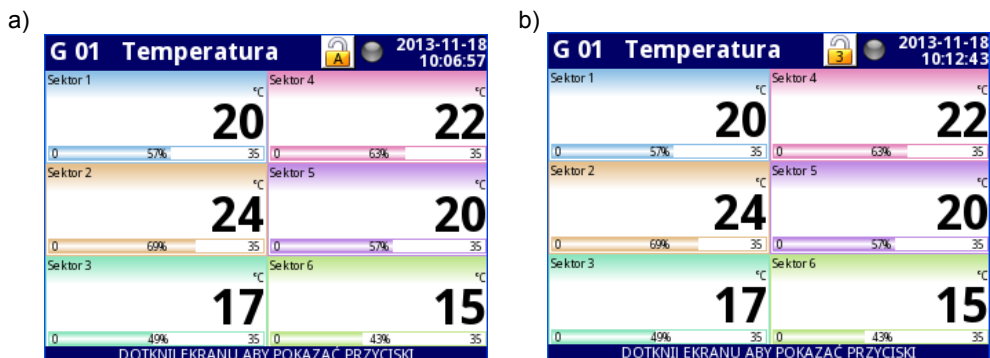 a)
G 01 Temperatura A 2013-11-18
10:06:57
Sektor 1 Sektor 4
°C °C
20 22
0 57% 35 0 63% 35
Sektor 2 Sektor 5
°C °C
24 20
0 69% 35 0 57% 35
Sektor 3 Sektor 6
°C °C
17 15
0 49% 35 0 43% 35
DOTKNIJ EKRANU ABY POKAZAĆ PRZYCISKI
b)
G 01 Temperatura 3 2013-11-18
10:12:43
Sektor 1 Sektor 4
°C °C
20 22
0 57% 35 0 63% 35
Sektor 2 Sektor 5
°C °C
24 20
0 69% 35 0 57% 35
Sektor 3 Sektor 6
°C °C
17 15
0 49% 35 0 43% 35
DOTKNIJ EKRANU ABY POKAZAĆ PRZYCISKI